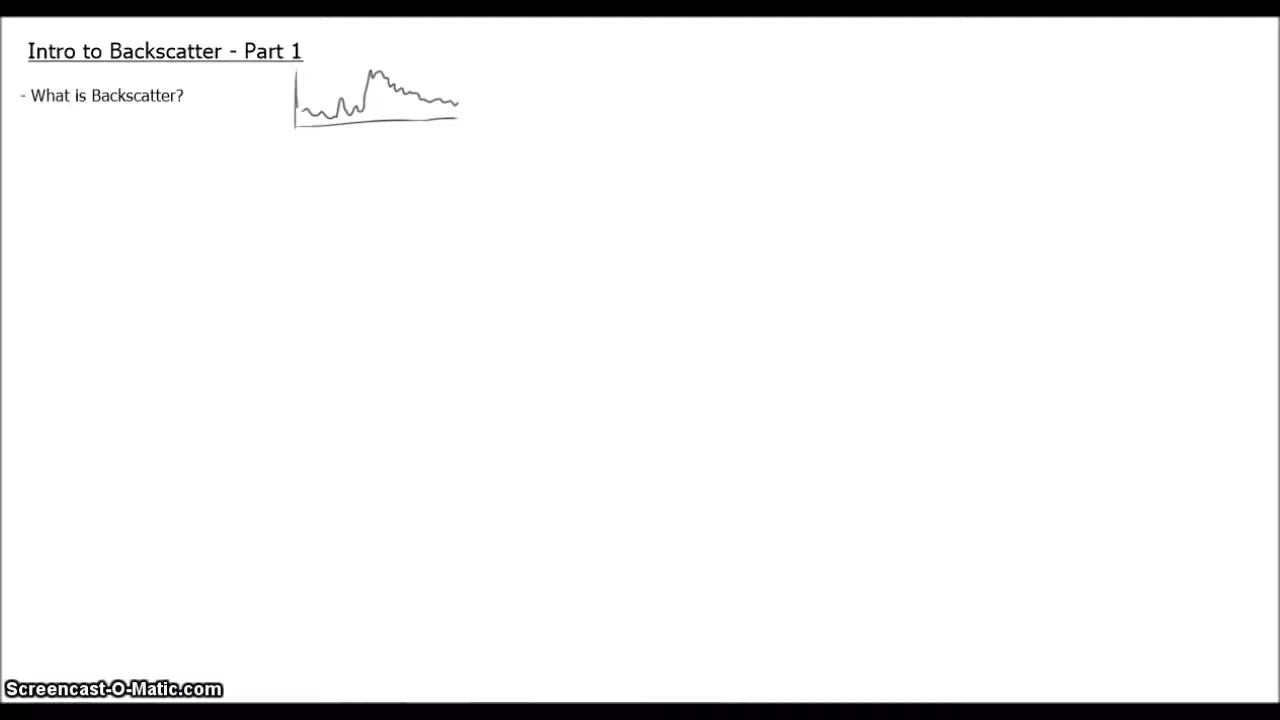 Intro to Backscatter - Part 1
- What is Backscatter?
Screencast-O-Matic.com